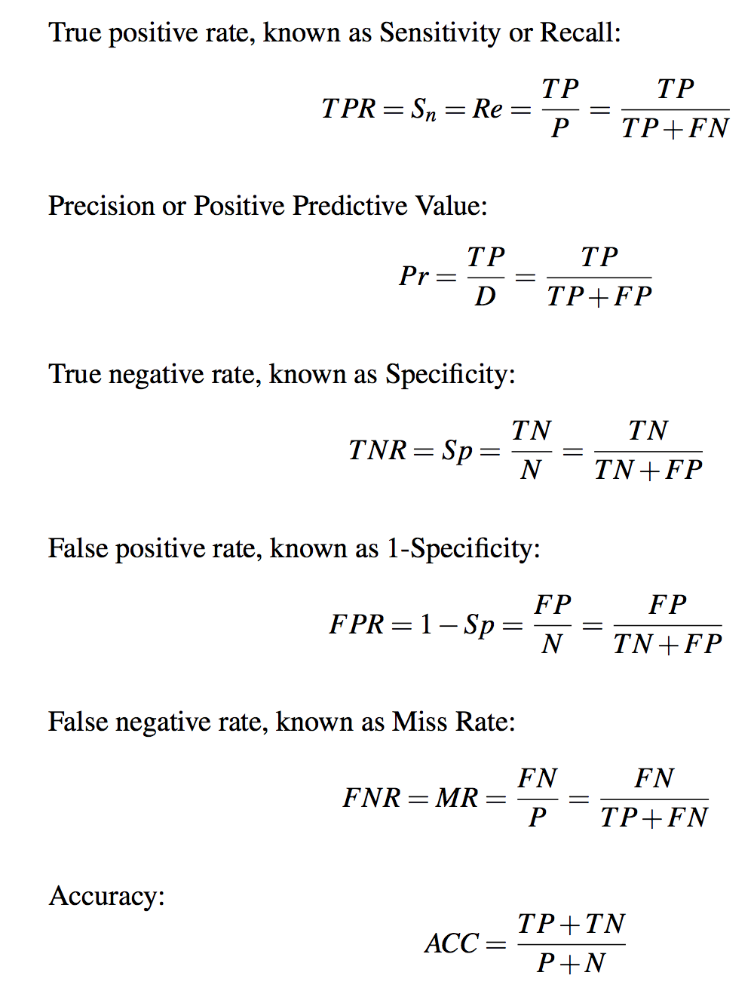 True positive rate, known as Sensitivity or Recall:
TPR = S_n = Re = \frac{TP}{P} = \frac{TP}{TP+FN}
Precision or Positive Predictive Value:
Pr = \frac{TP}{D} = \frac{TP}{TP+FP}
True negative rate, known as Specificity:
TNR = Sp = \frac{TN}{N} = \frac{TN}{TN+FP}
False positive rate, known as 1-Specificity:
FPR = 1 − Sp = \frac{FP}{N} = \frac{FP}{TN+FP}
False negative rate, known as Miss Rate:
FNR = MR = \frac{FN}{P} = \frac{FN}{TP+FN}
Accuracy:
ACC = \frac{TP+TN}{P+N}